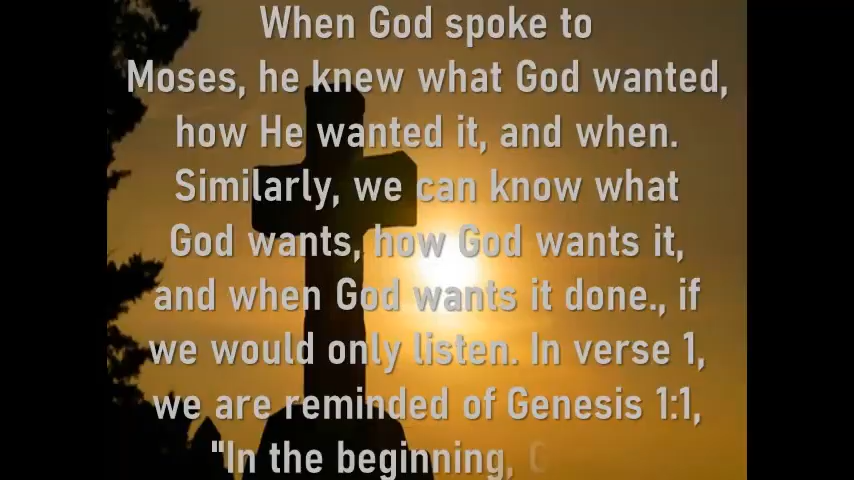 When God spoke to
Moses, he knew what God wanted,
how He wanted it, and when.
Similarly, we can know what
God wants, how God wants it,
and when God wants it done., if
we would only listen. In verse 1,
we are reminded of Genesis 1:1,
"In the beginning,